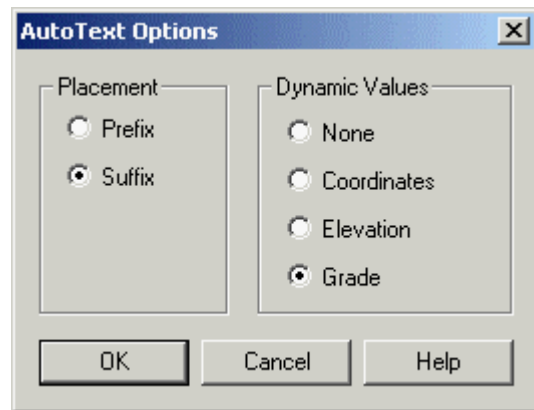 AutoText Options
Placement
Prefix
Suffix
Dynamic Values
None
Coordinates
Elevation
Grade
OK
Cancel
Help